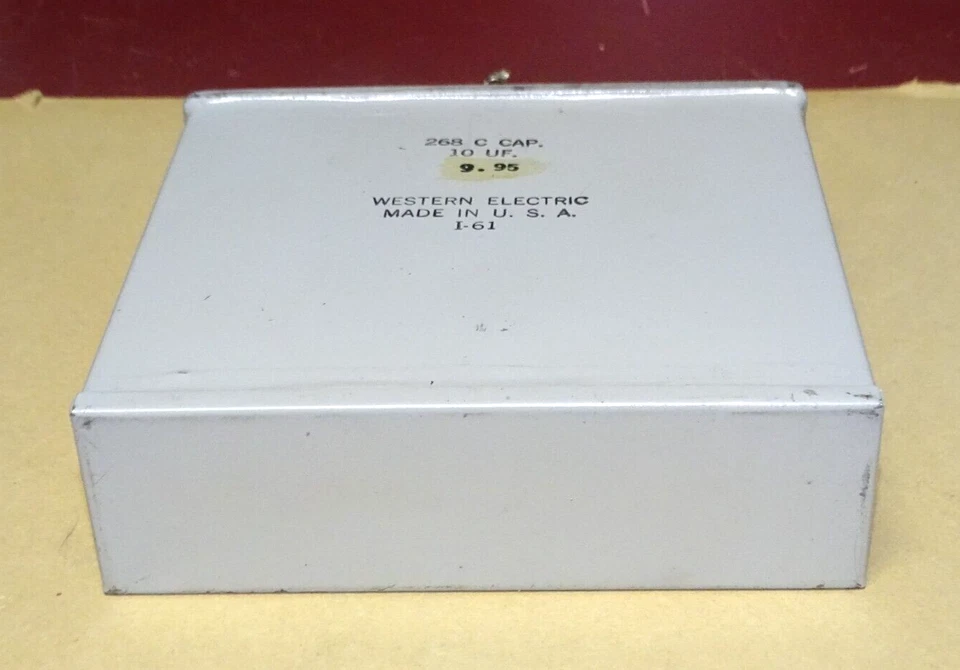 268 C CAP.
10 UF.
9.95
WESTERN ELECTRIC
MADE IN U. S. A.
I-61